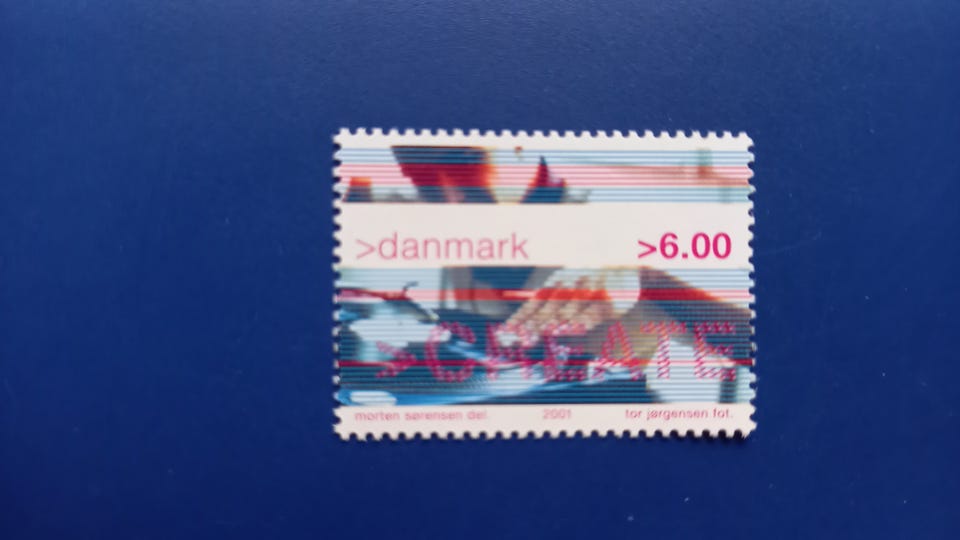 >danmark >6.00
>CREATE
morten sørensen del. 2001 tor jørgensen fot.